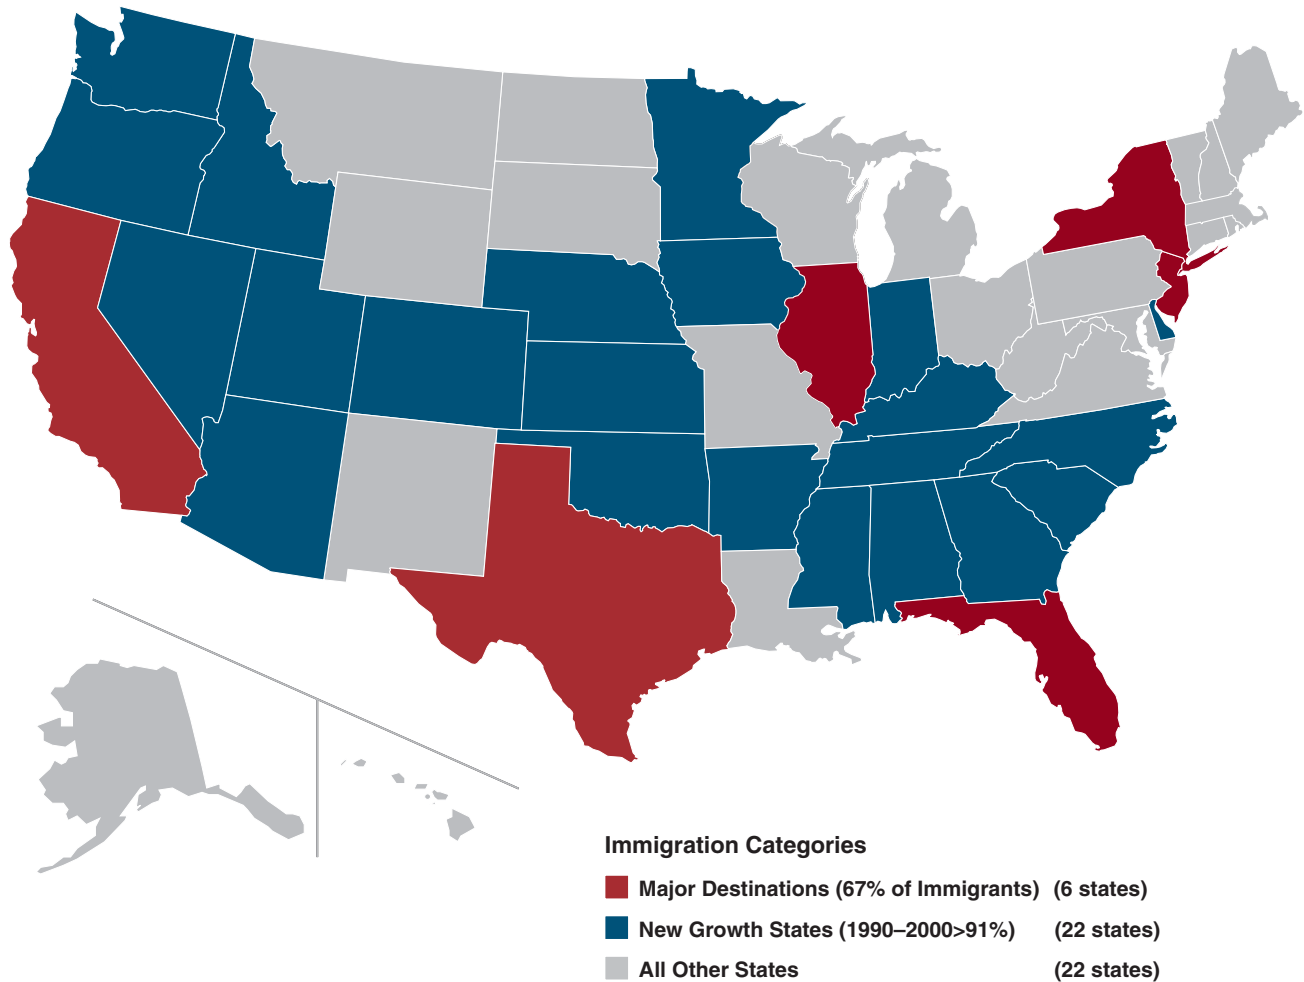 Immigration Categories
Major Destinations (67% of Immigrants) (6 states)
New Growth States (1990–2000>91%) (22 states)
All Other States (22 states)